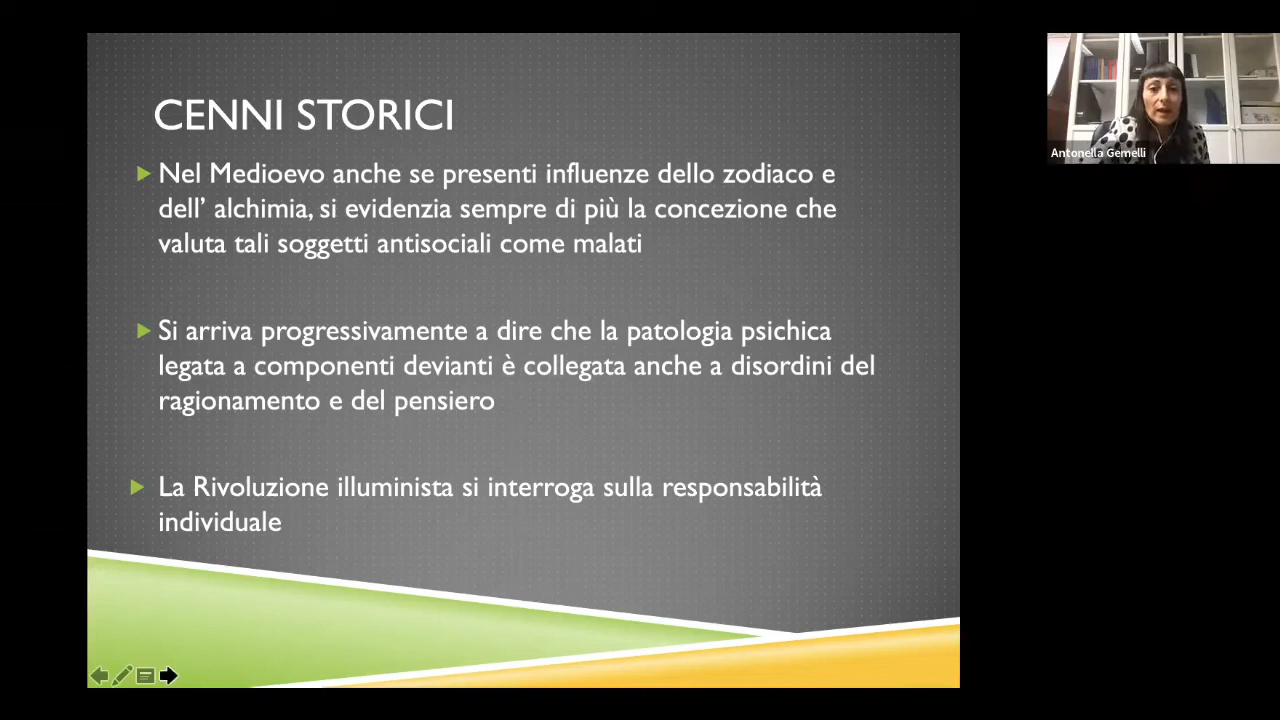 CENNI STORICI
Nel Medioevo anche se presenti influenze dello zodiaco e
dell' alchimia, si evidenzia sempre di più la concezione che
valuta tali soggetti antisociali come malati
Si arriva progressivamente a dire che la patologia psichica
legata a componenti devianti è collegata anche a disordini del
ragionamento e del pensiero
La Rivoluzione illuminista si interroga sulla responsabilità
individuale
Antonella Gemelli